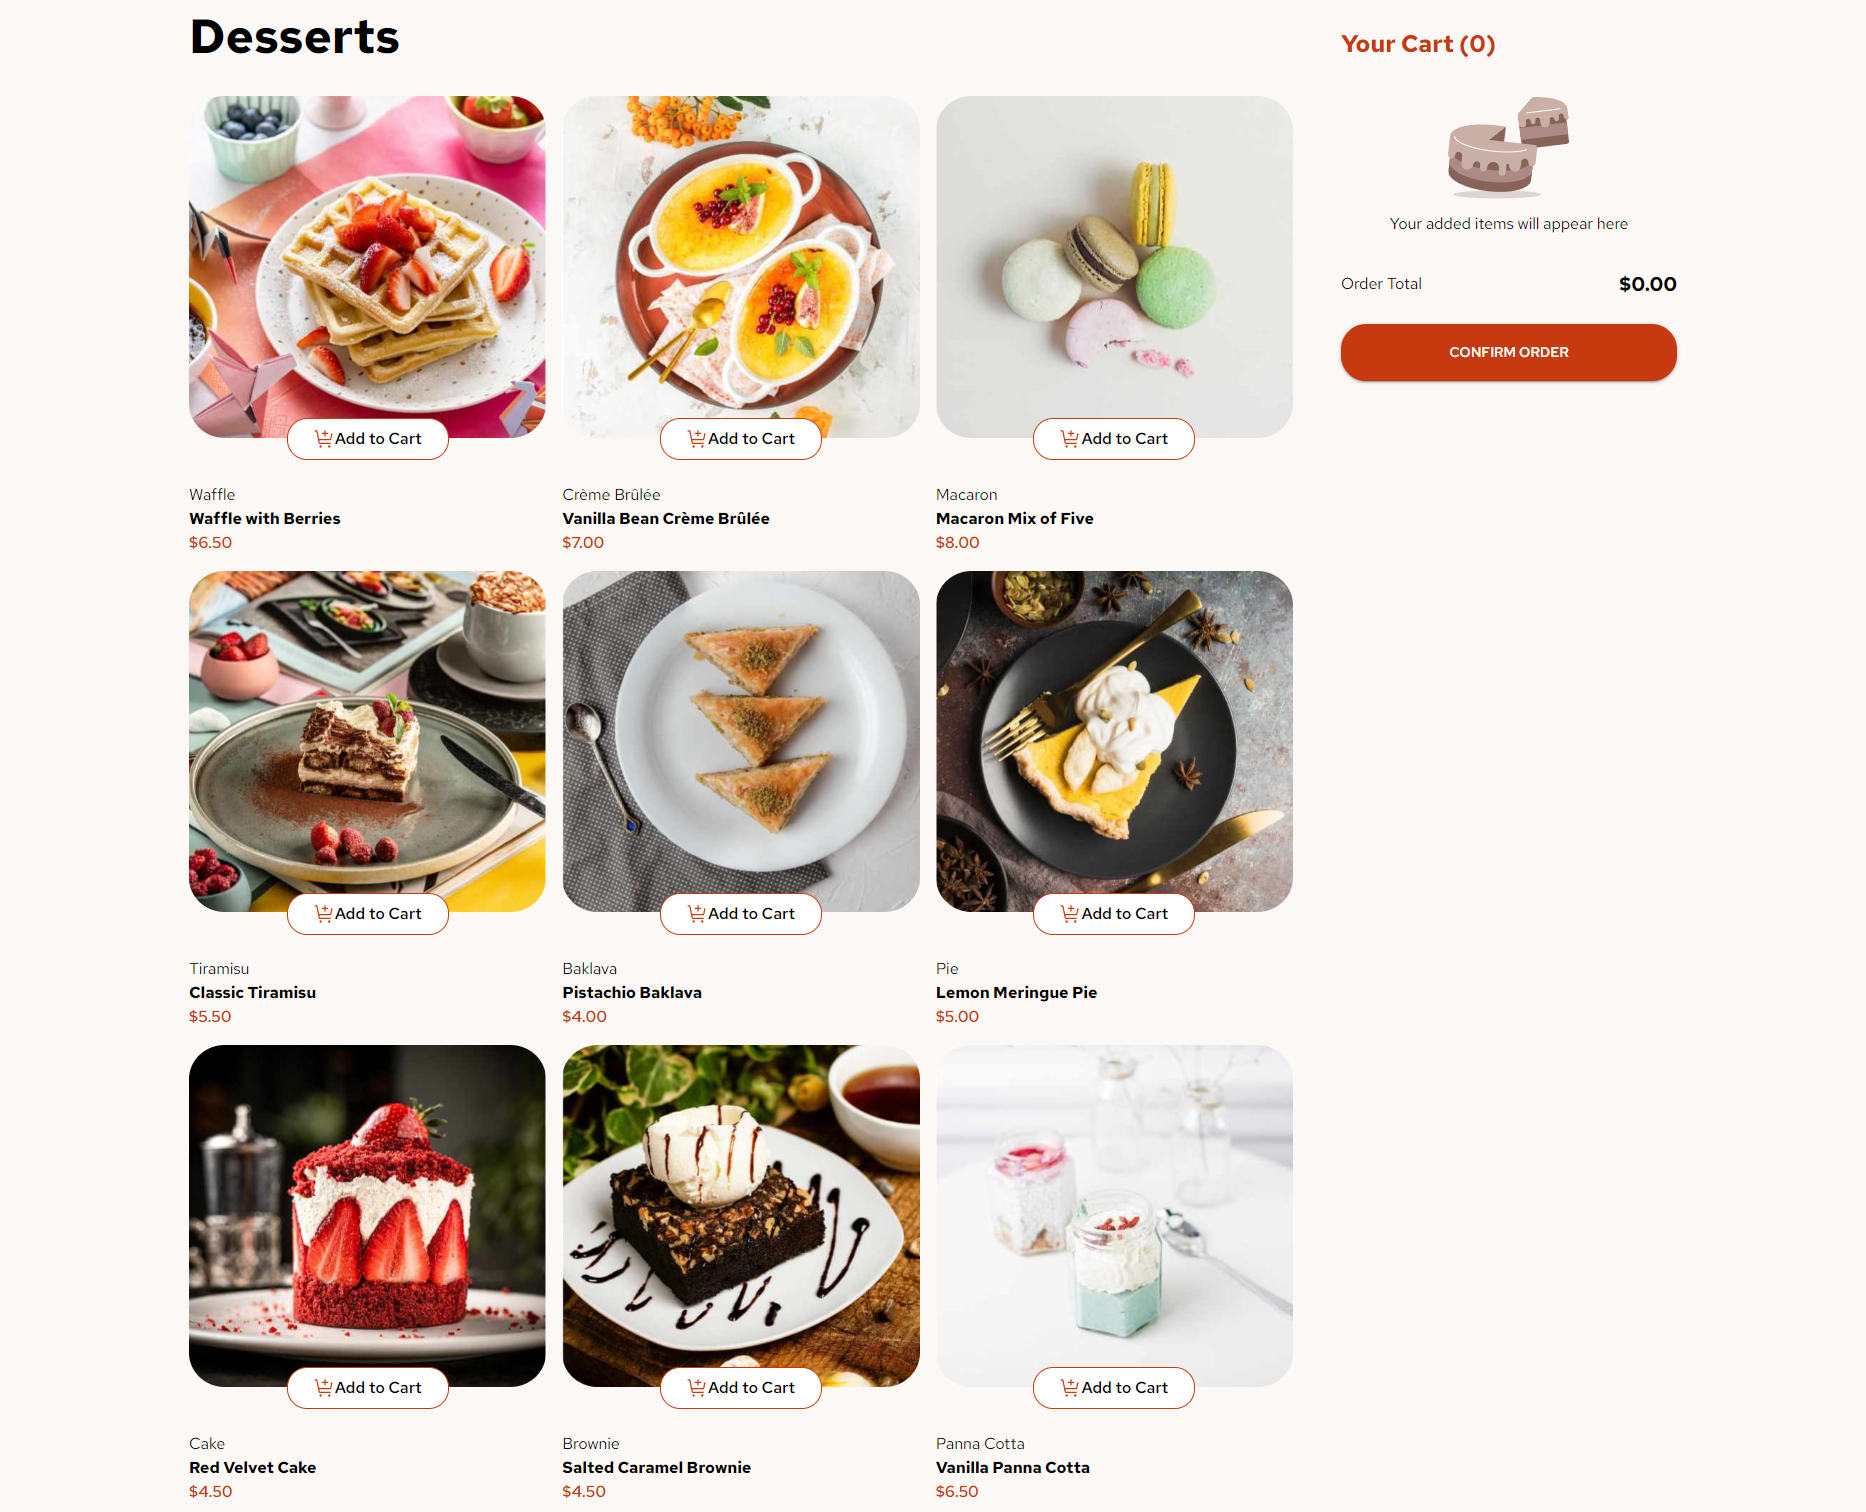 Desserts
Your Cart (0)
Your added items will appear here
Order Total
$0.00
CONFIRM ORDER
Add to Cart
Add to Cart
Add to Cart
Waffle
Waffle with Berries
$6.50
Crème Brûlée
Vanilla Bean Crème Brûlée
$7.00
Macaron
Macaron Mix of Five
$8.00
Add to Cart
Add to Cart
Add to Cart
Tiramisu
Classic Tiramisu
$5.50
Baklava
Pistachio Baklava
$4.00
Pie
Lemon Meringue Pie
$5.00
Add to Cart
Add to Cart
Add to Cart
Cake
Red Velvet Cake
$4.50
Brownie
Salted Caramel Brownie
$4.50
Panna Cotta
Vanilla Panna Cotta
$6.50